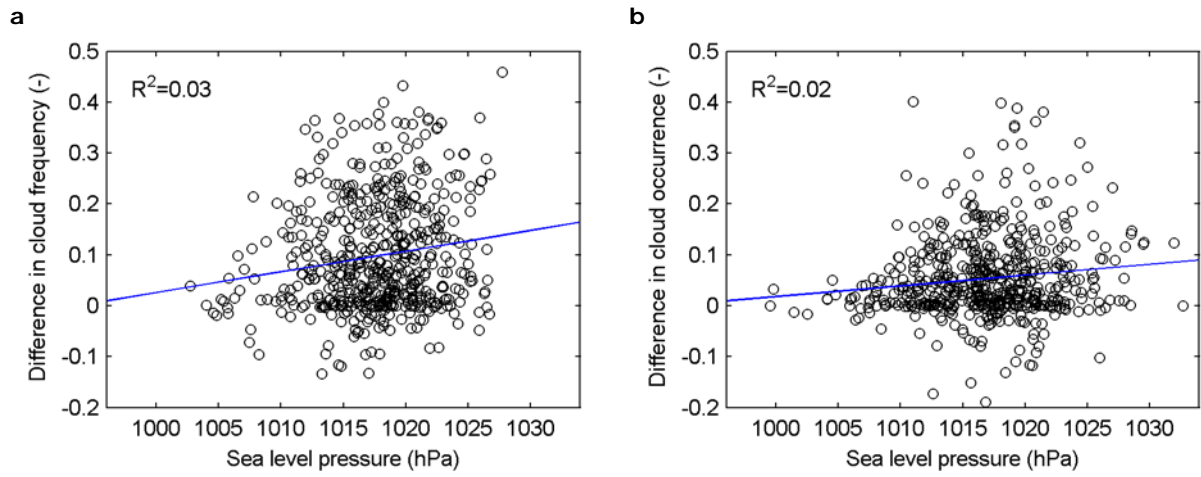 a
0.5
0.4
0.3
0.2
0.1
0
-0.1
-0.2
R²=0.03
Difference in cloud frequency (-)
1000 1005 1010 1015 1020 1025 1030
Sea level pressure (hPa)
b
0.5
0.4
0.3
0.2
0.1
0
-0.1
-0.2
R²=0.02
Difference in cloud occurrence (-)
1000 1005 1010 1015 1020 1025 1030
Sea level pressure (hPa)